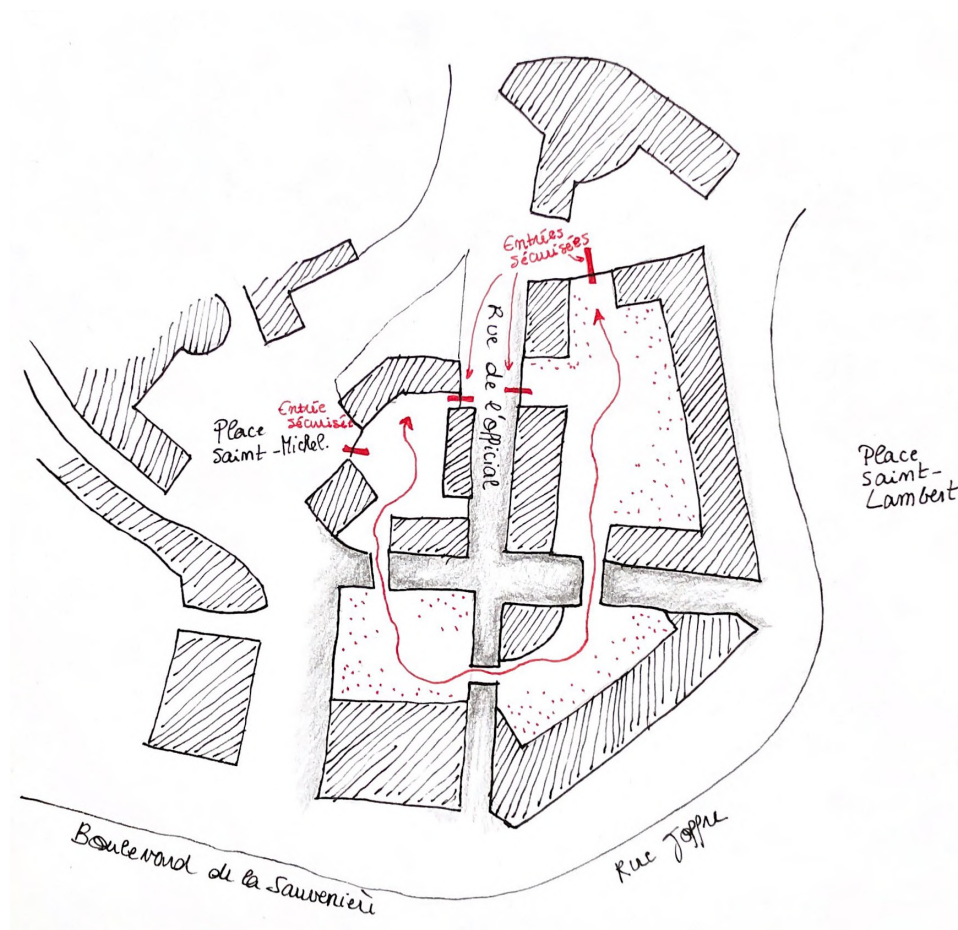 Entrées
sécurisées
Rue de l'official
Entrée
sécurisée
Place
Saint-Michel.
Place
Saint-
Lambert
Boulevard de la Sauvenière
Rue Joffre